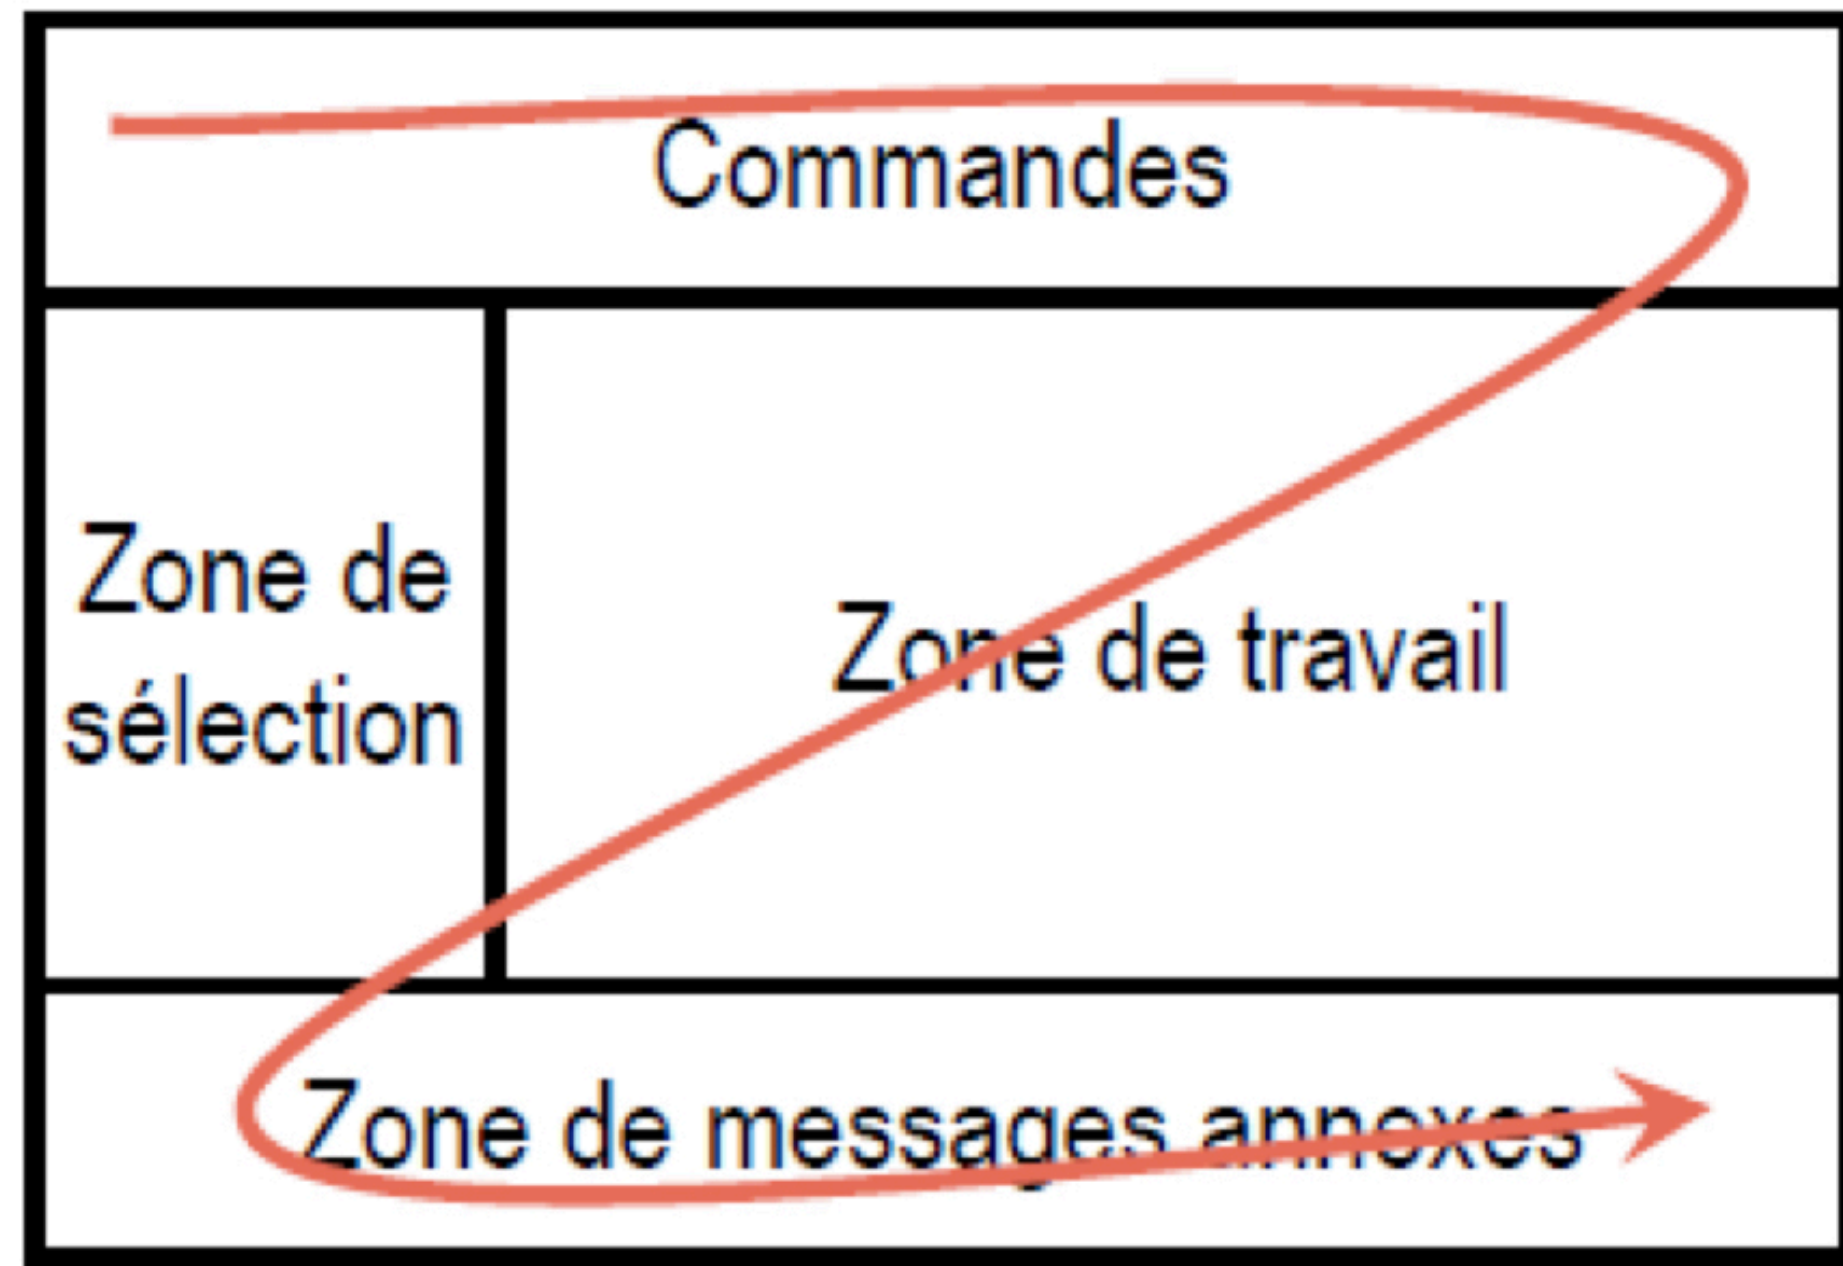 Commandes
Zone de
sélection
Zone de travail
Zone de messages annexes